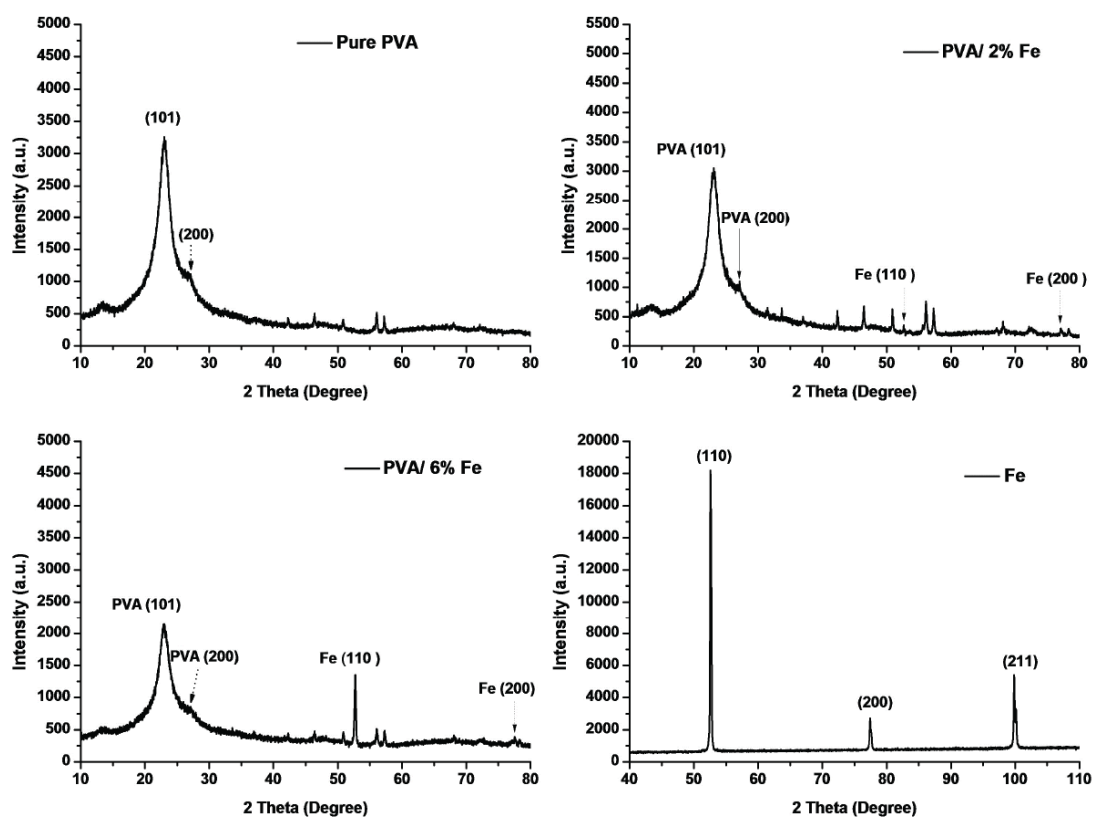 Pure PVA
5000
4500
4000
3500
3000
2500
2000
1500
1000
500
0
Intensity (a.u.)
(101)
(200)
10 20 30 40 50 60 70 80
2 Theta (Degree)
PVA/ 2% Fe
5500
5000
4500
4000
3500
3000
2500
2000
1500
1000
500
0
Intensity (a.u.)
PVA (101)
PVA (200)
Fe (110 )
Fe (200 )
10 20 30 40 50 60 70 80
2 Theta (Degree)
PVA/ 6% Fe
5000
4500
4000
3500
3000
2500
2000
1500
1000
500
0
Intensity (a.u.)
PVA (101)
PVA (200)
Fe (110 )
Fe (200)
10 20 30 40 50 60 70 80
2 Theta (Degree)
Fe
20000
18000
16000
14000
12000
10000
8000
6000
4000
2000
0
Intensity (a.u.)
(110)
(200)
(211)
40 50 60 70 80 90 100 110
2 Theta (Degree)